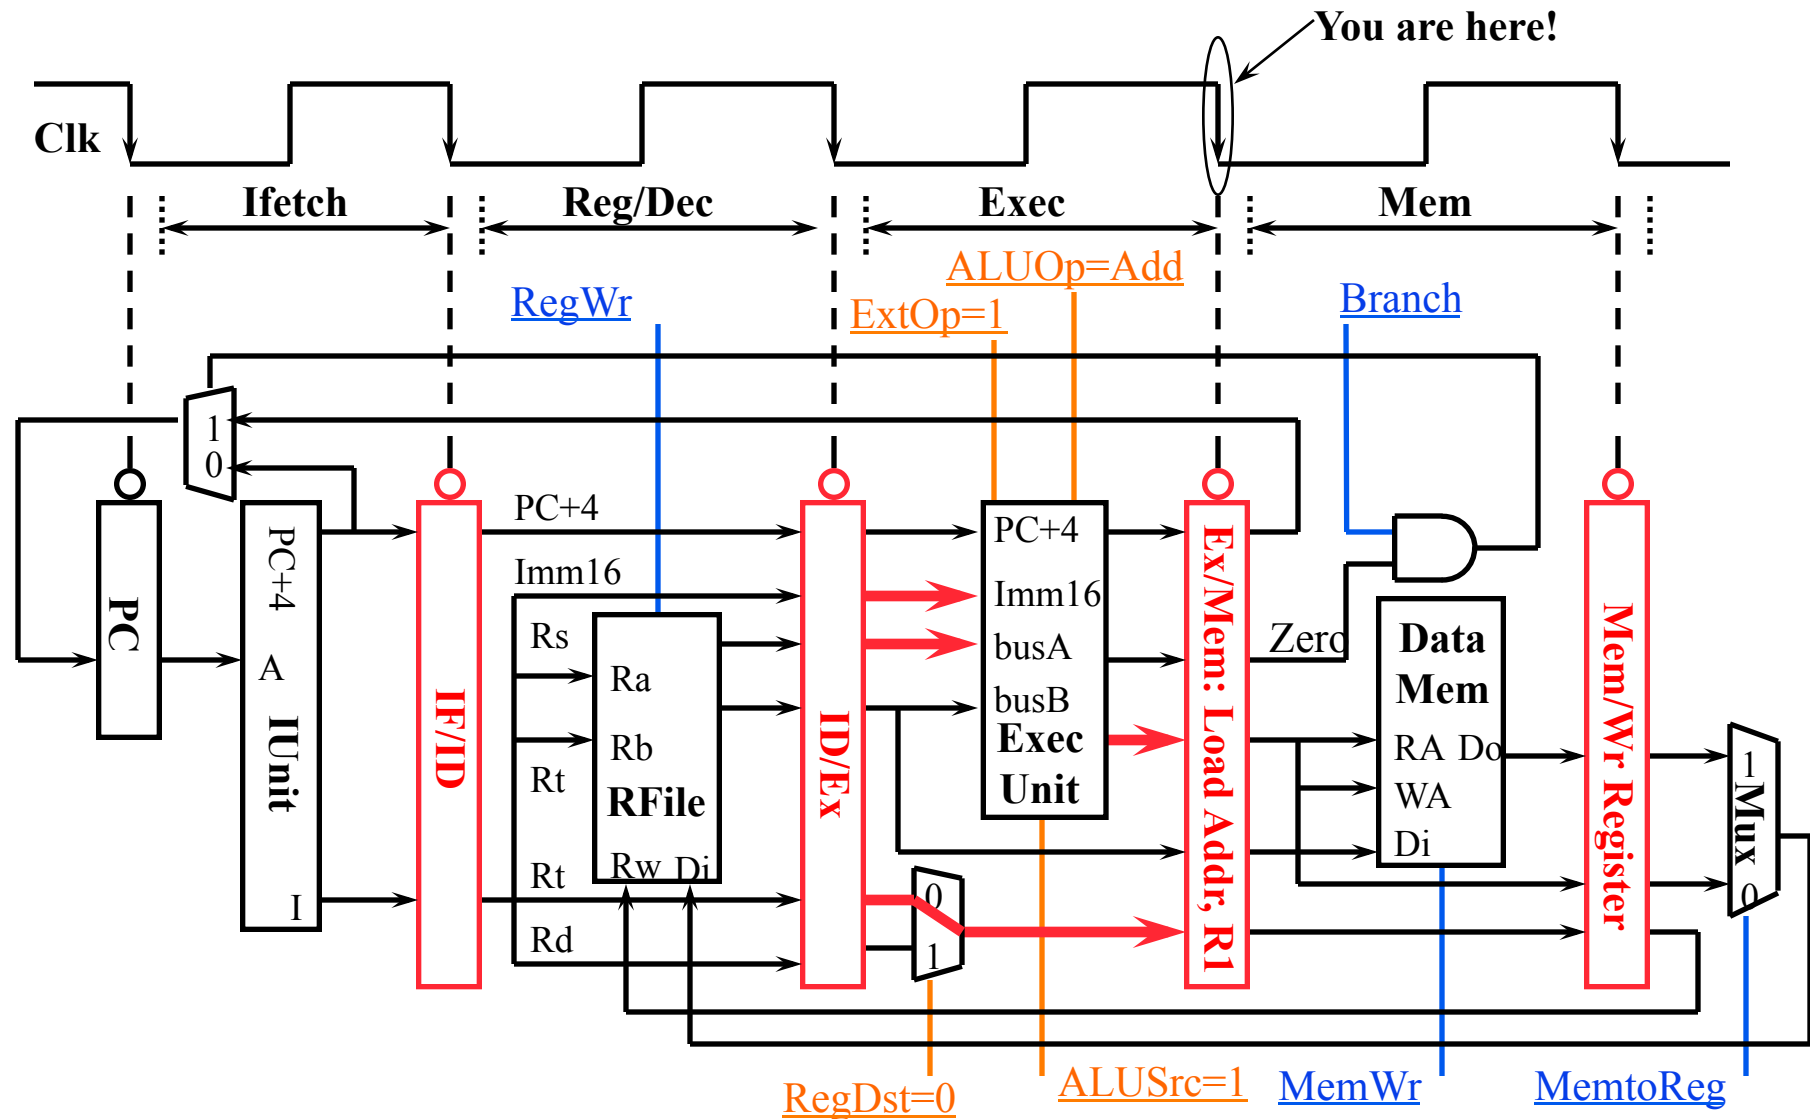 You are here!
Clk
Ifetch
Reg/Dec
Exec
Mem
ALUOp=Add
RegWr
ExtOp=1
Branch
1
0
PC
PC+4
A
IUnit
I
IF/ID
PC+4
Imm16
Rs
Ra
Rb
Rt
RFile
Rw Di
Rt
Rd
ID/Ex
0
1
PC+4
Imm16
busA
busB
Exec
Unit
Ex/Mem: Load Addr, R1
Zero
Data
Mem
RA Do
WA
Di
Mem/Wr Register
1
Mux
0
RegDst=0
ALUSrc=1
MemWr
MemtoReg